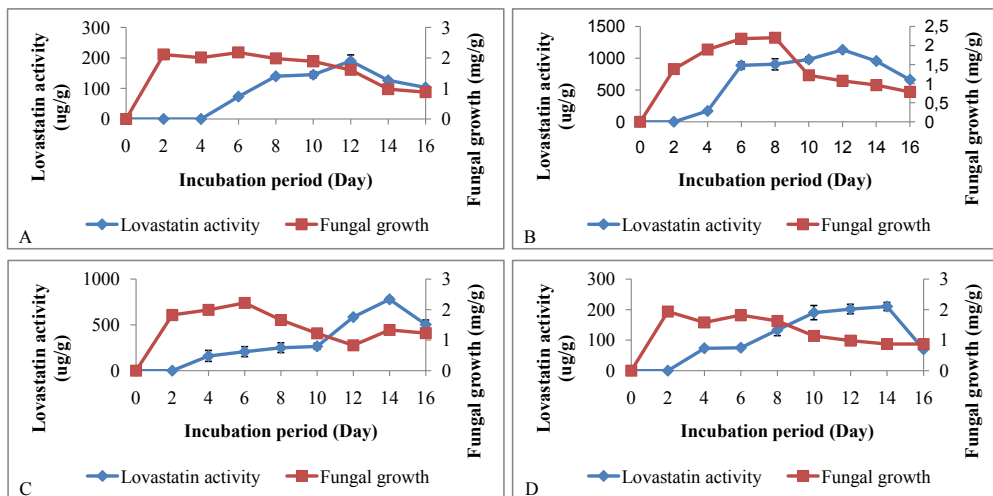 Lovastatin activity
(ug/g)
300
200
100
0
3
2
1
0
Fungal growth (mg/g)
0 2 4 6 8 10 12 14 16
Incubation period (Day)
Lovastatin activity Fungal growth
A
Lovastatin activity
(ug/g)
1500
1000
500
0
2,5
2
1,5
1
0,5
0
Fungal growth (mg/g)
0 2 4 6 8 10 12 14 16
Incubation period (Day)
Lovastatin activity Fungal growth
B
Lovastatin activity
(ug/g)
1000
500
0
3
2
1
0
Fungal growth (mg/g)
0 2 4 6 8 10 12 14 16
Incubation period (Day)
Lovastatin activity Fungal growth
C
Lovastatin activity
(ug/g)
300
200
100
0
3
2
1
0
Fungal growth (mg/g)
0 2 4 6 8 10 12 14 16
Incubation period (Day)
Lovastatin activity Fungal growth
D